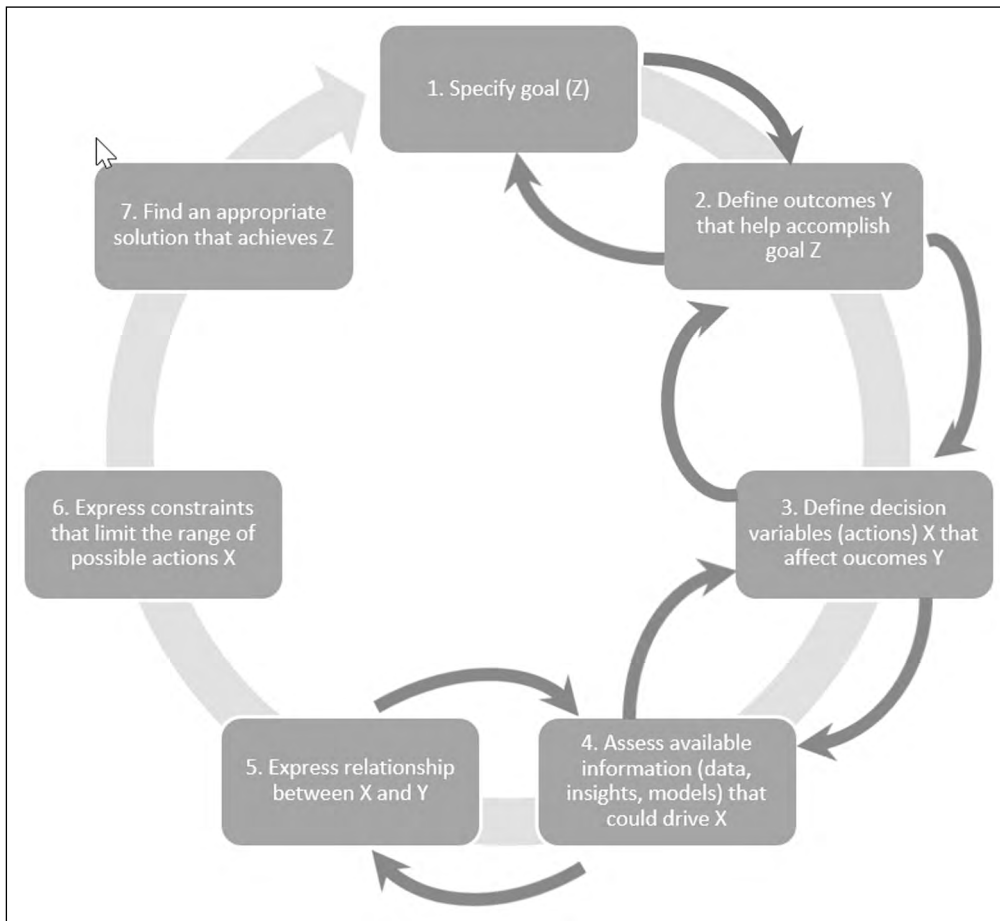 1. Specify goal (Z)
2. Define outcomes Y
that help accomplish
goal Z
3. Define decision
variables (actions) X that
affect oucomes Y
4. Assess available
information (data,
insights, models) that
could drive X
5. Express relationship
between X and Y
6. Express constraints
that limit the range of
possible actions X
7. Find an appropriate
solution that achieves Z